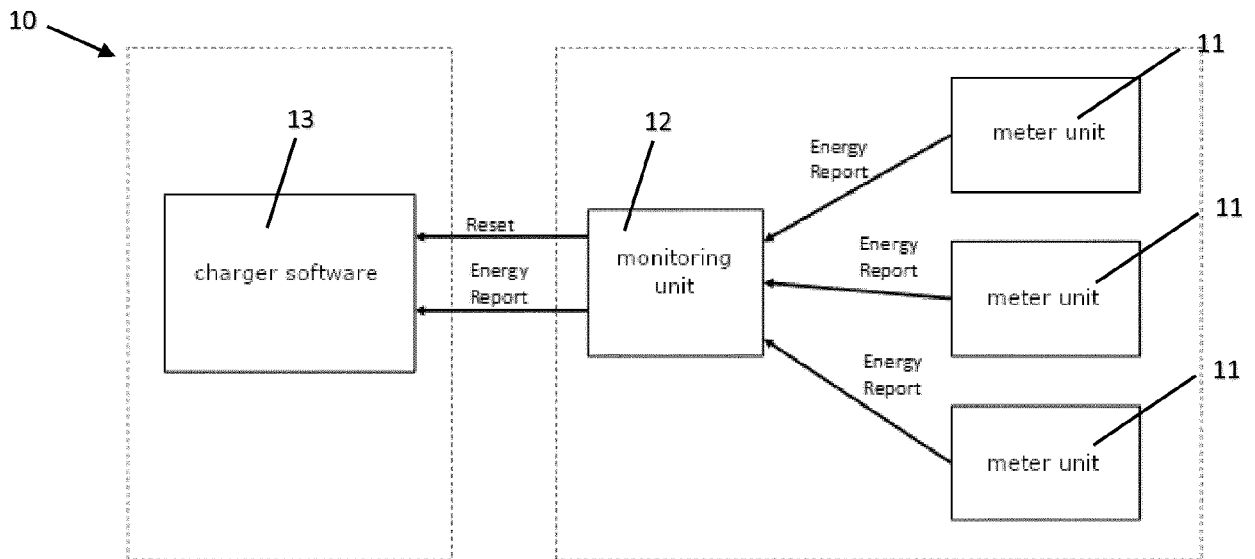 10
11
meter unit
13
12
Energy
Report
11
Reset
charger software
monitoring
unit
Energy
Report
Energy
Report
meter unit
11
Energy
Report
meter unit